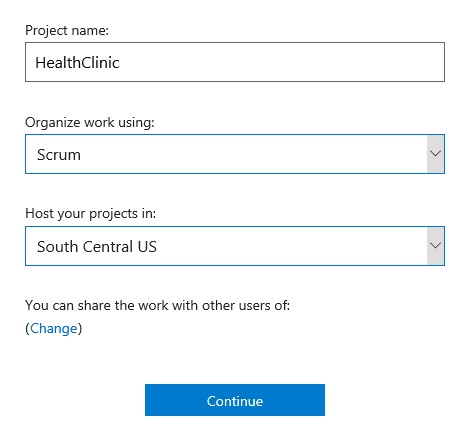 Project name:
HealthClinic
Organize work using:
Scrum
Host your projects in:
South Central US
You can share the work with other users of:
(Change)
Continue